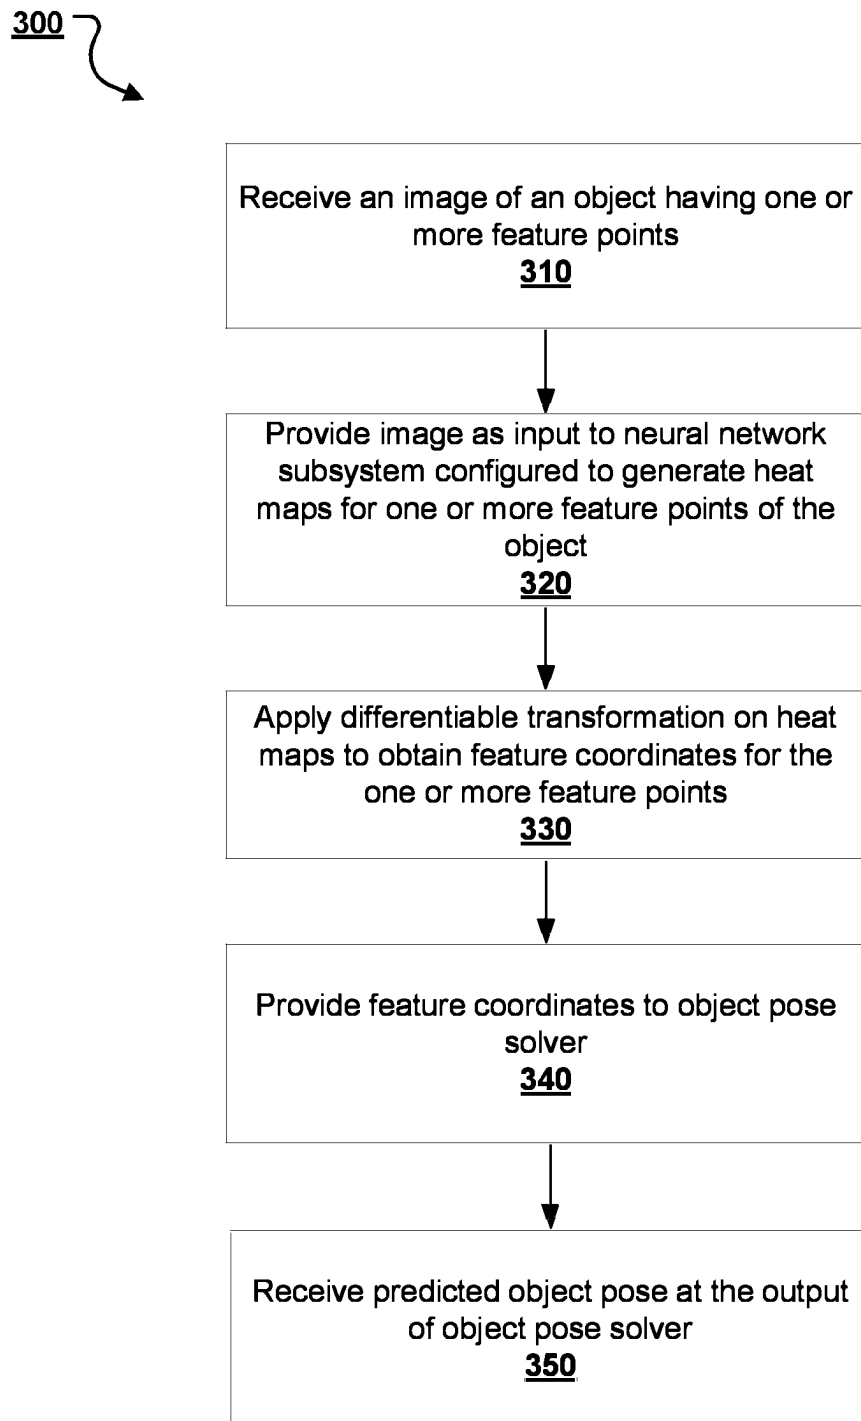 300
Receive an image of an object having one or
more feature points
310
Provide image as input to neural network
subsystem configured to generate heat
maps for one or more feature points of the
object
320
Apply differentiable transformation on heat
maps to obtain feature coordinates for the
one or more feature points
330
Provide feature coordinates to object pose
solver
340
Receive predicted object pose at the output
of object pose solver
350